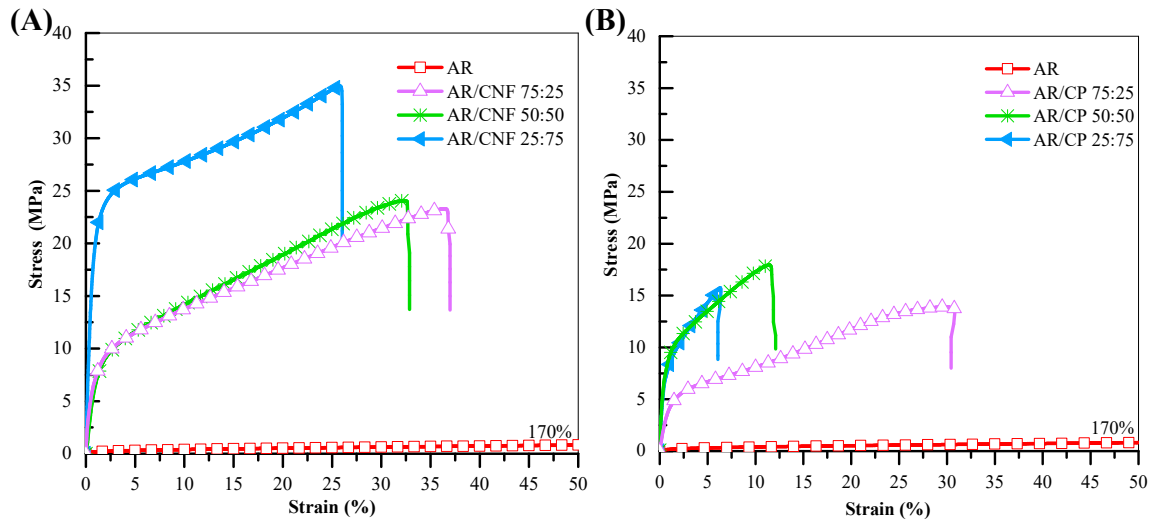 (A)
40
35
30
25
20
15
10
5
0
Stress (MPa)
AR
AR/CNF 75:25
AR/CNF 50:50
AR/CNF 25:75
170%
0 5 10 15 20 25 30 35 40 45 50
Strain (%)
(B)
40
35
30
25
20
15
10
5
0
Stress (MPa)
AR
AR/CP 75:25
AR/CP 50:50
AR/CP 25:75
170%
0 5 10 15 20 25 30 35 40 45 50
Strain (%)